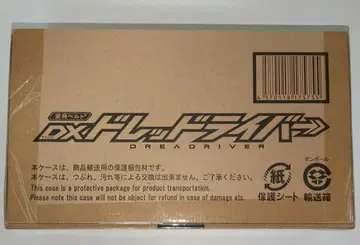 4570118175755
変身ベルト
DXドレッドライバー
DREADRIVER
本ケースは、商品輸送用の保護梱包材です。
本ケースは、つぶれ、汚れ等による交換は出来ません。ご了承ください。
This case is a protective package for product transportation.
Please note this case will not be object for refund in case of damage etc.
紙
保護シート
ダンボール
輸送箱